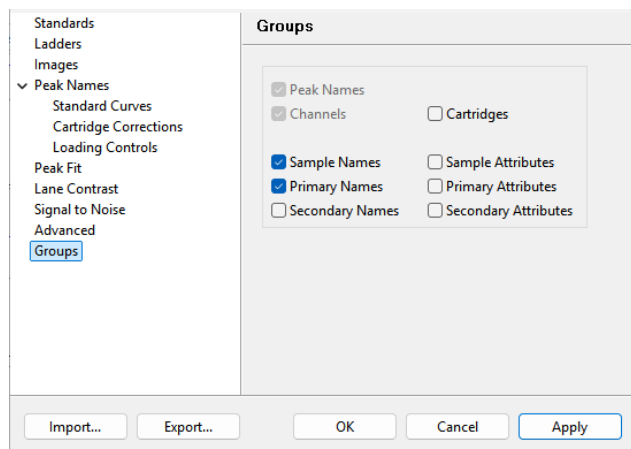 Standards
Ladders
Images
Peak Names
Standard Curves
Cartridge Corrections
Loading Controls
Peak Fit
Lane Contrast
Signal to Noise
Advanced
Groups
Groups
Peak Names
Channels
Cartridges
Sample Names
Sample Attributes
Primary Names
Primary Attributes
Secondary Names
Secondary Attributes
Import...
Export...
OK
Cancel
Apply